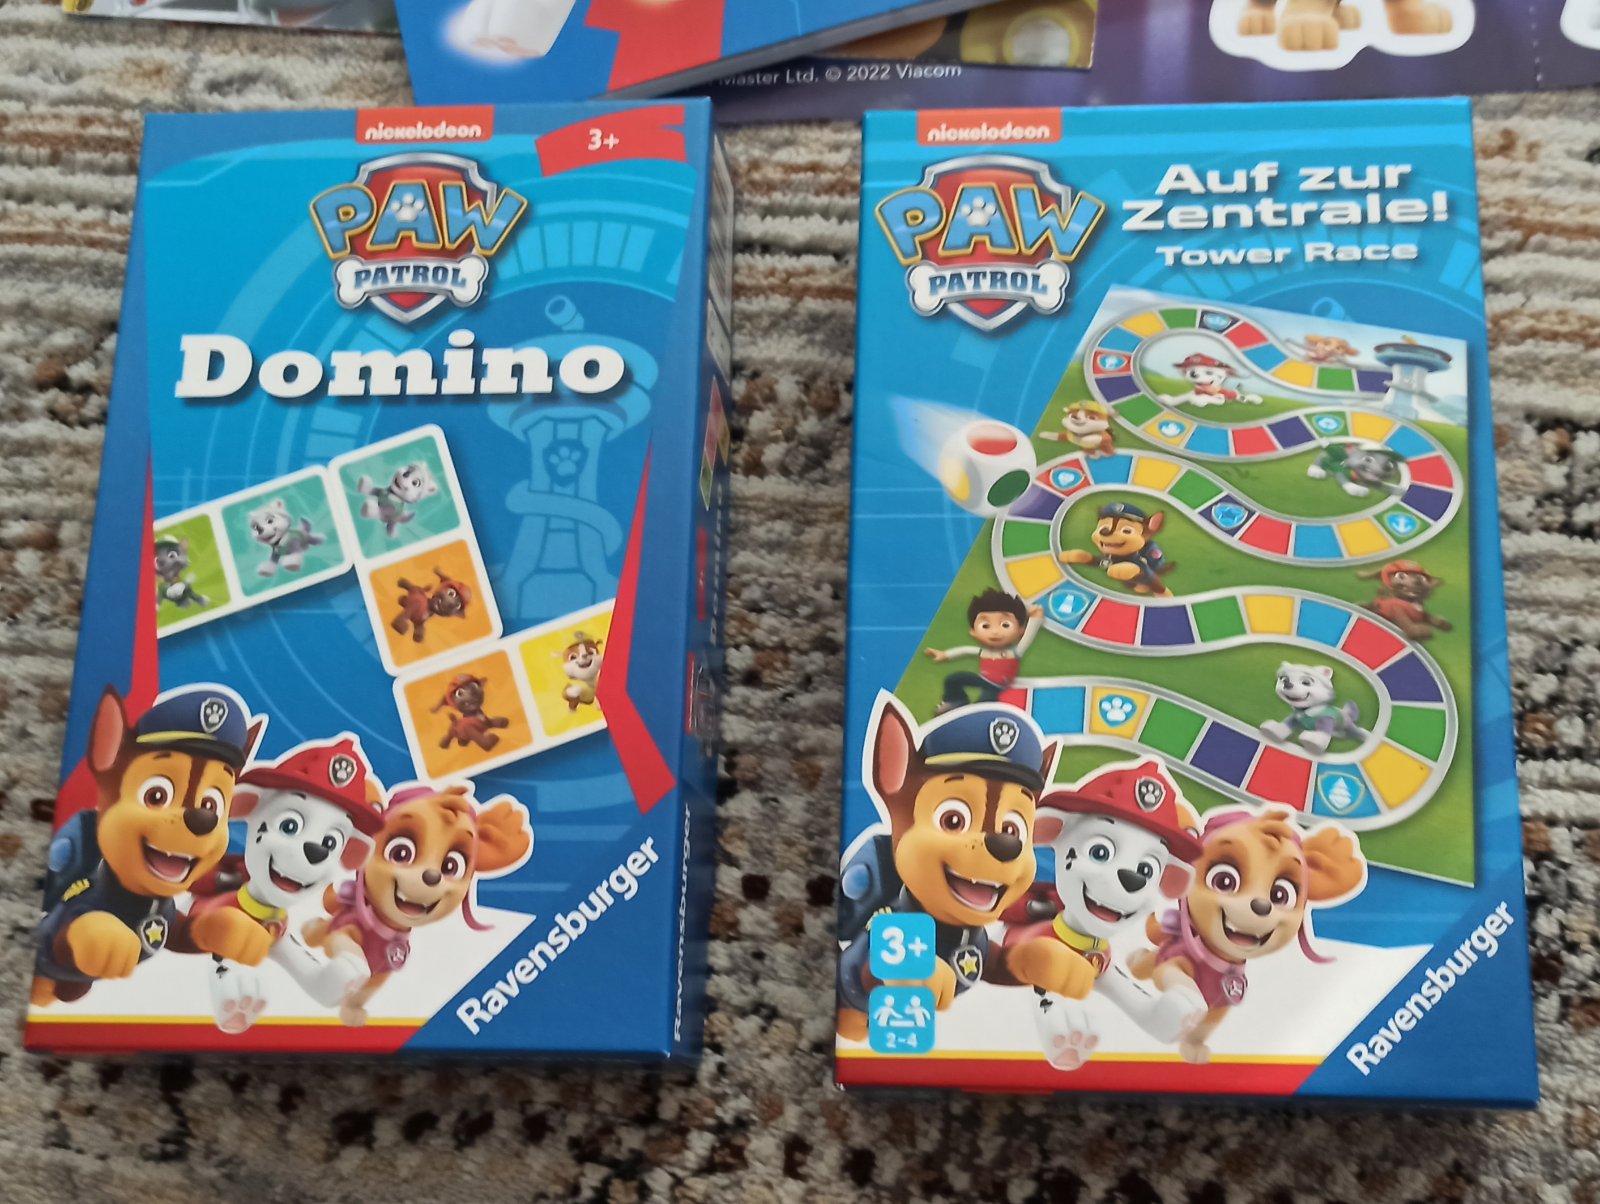 Master Ltd. © 2022 Viacom
nickelodeon
3+
PAW
PATROL
Domino
Ravensburger
Ravensburger
nickelodeon
PAW
PATROL
Auf zur
Zentrale!
Tower Race
3+
2-4
Ravensburger